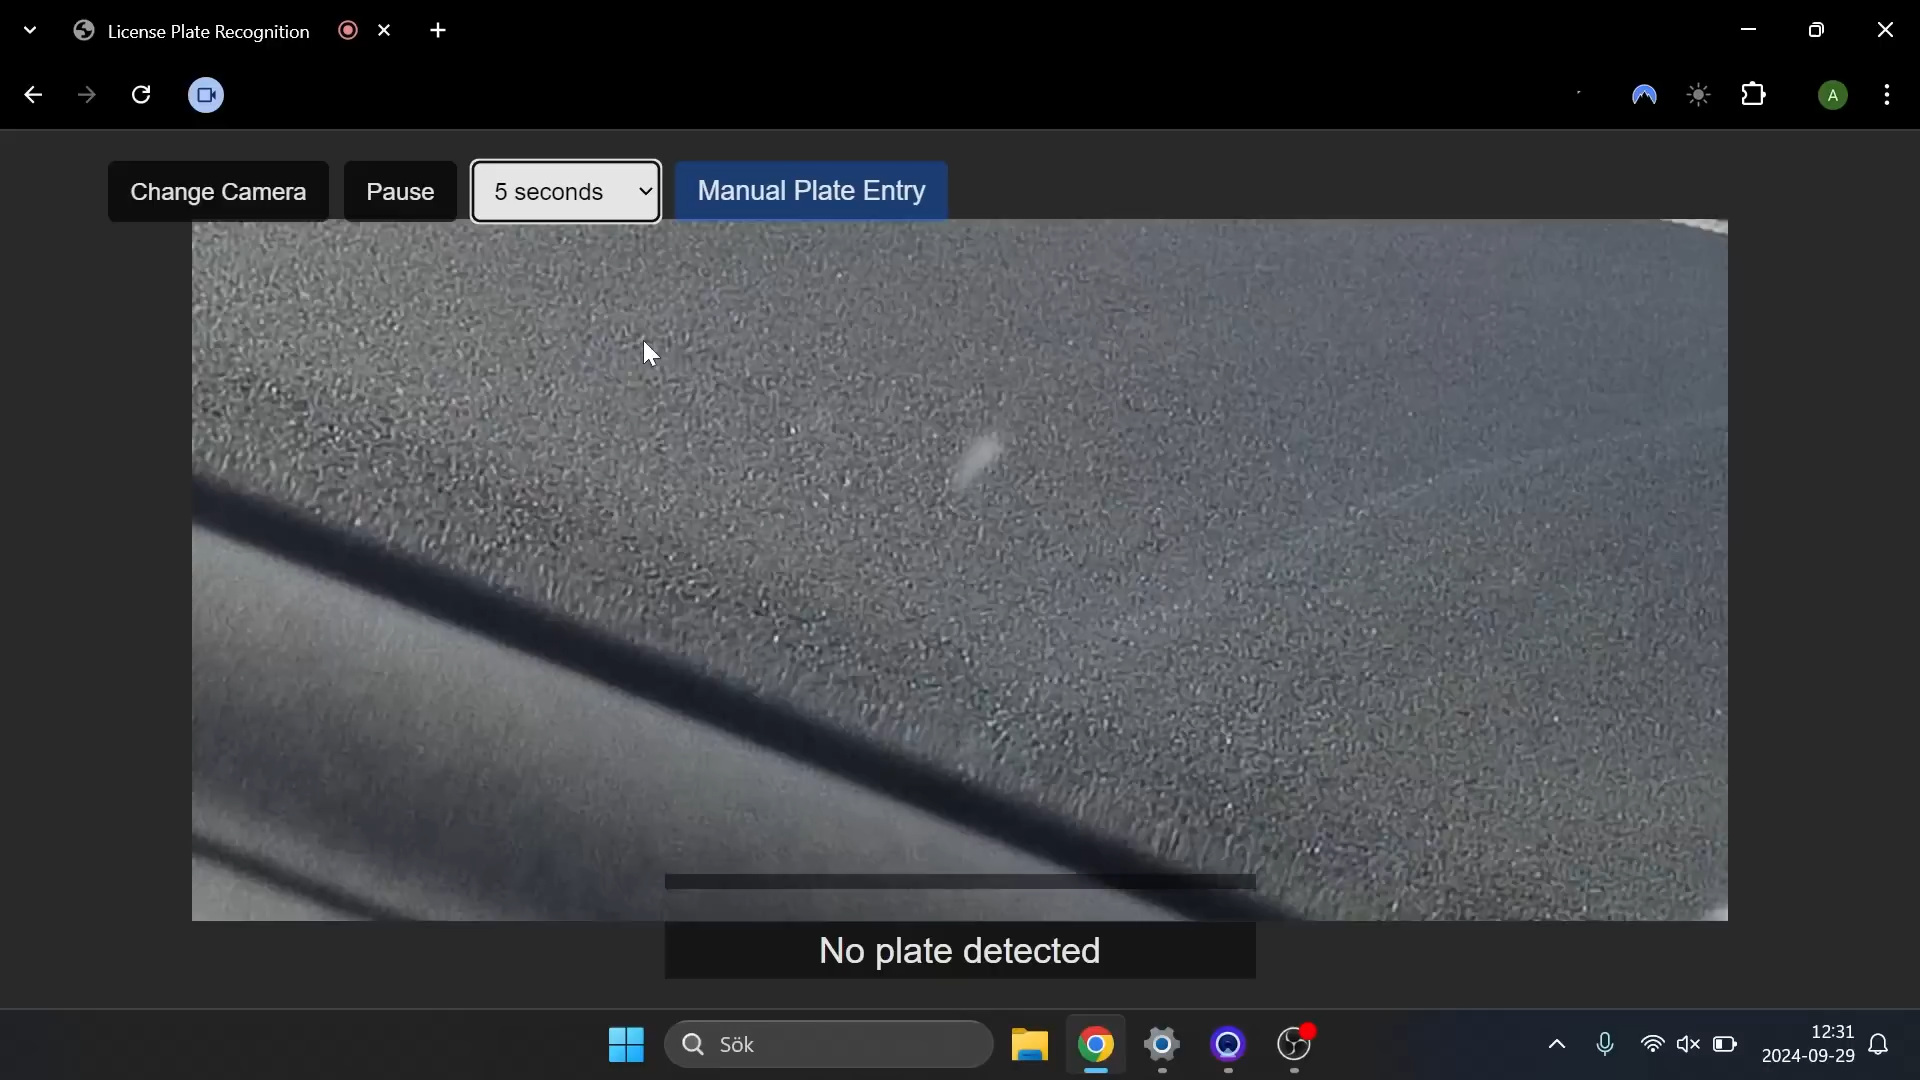 License Plate Recognition
A
Change Camera
Pause
5 seconds
Manual Plate Entry
No plate detected
Sök
12:31
2024-09-29